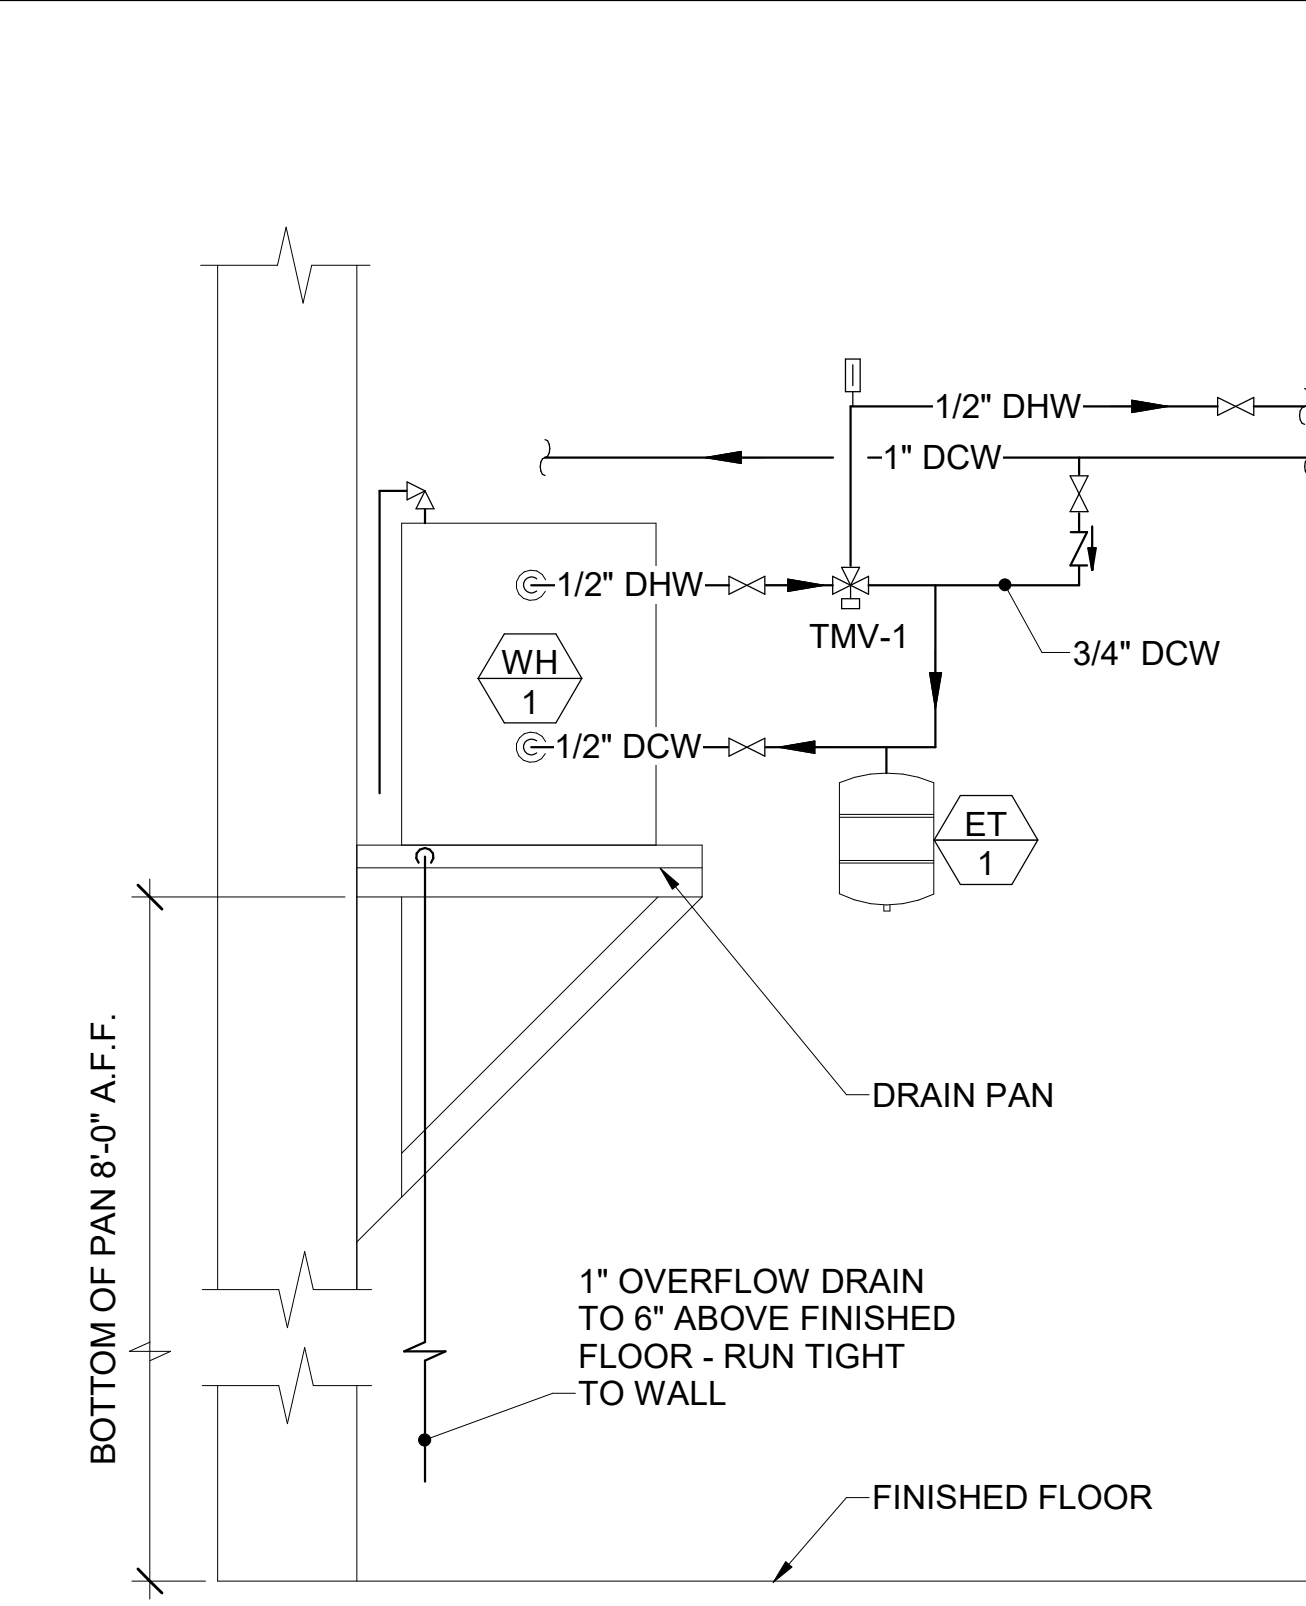 1/2" DHW
1" DCW
1/2" DHW
TMV-1
3/4" DCW
WH
1
1/2" DCW
ET
1
DRAIN PAN
BOTTOM OF PAN 8'-0" A.F.F.
1" OVERFLOW DRAIN
TO 6" ABOVE FINISHED
FLOOR - RUN TIGHT
TO WALL
FINISHED FLOOR